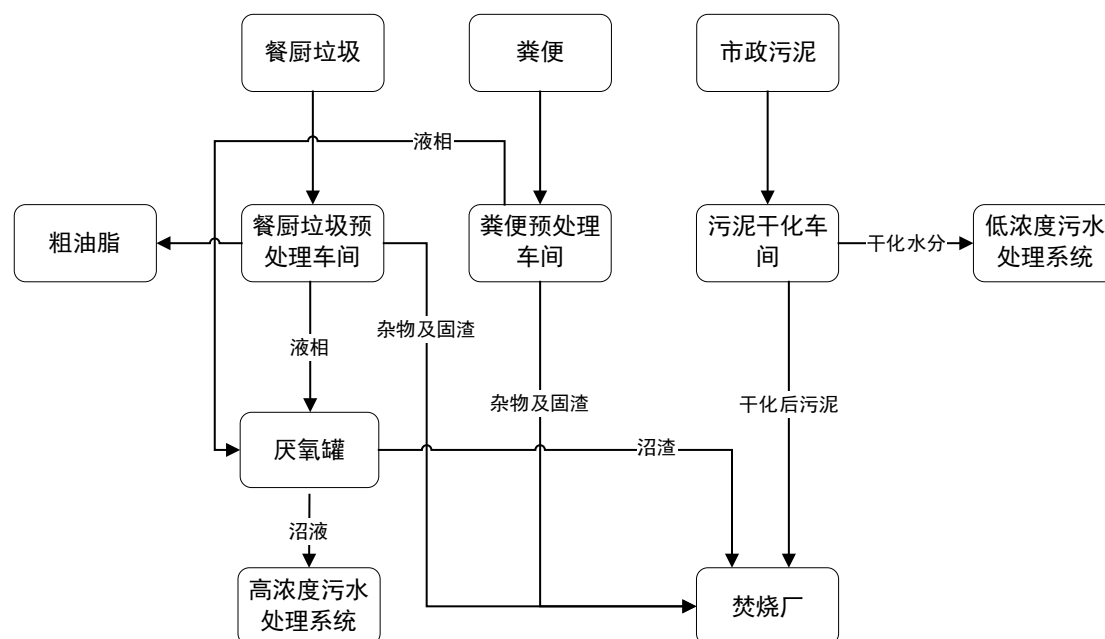 餐厨垃圾
粪便
市政污泥
液相
粗油脂
餐厨垃圾预
处理车间
粪便预处理
车间
污泥干化车
间
干化水分
低浓度污水
处理系统
杂物及固渣
液相
杂物及固渣
干化后污泥
厌氧罐
沼渣
沼液
高浓度污水
处理系统
焚烧厂